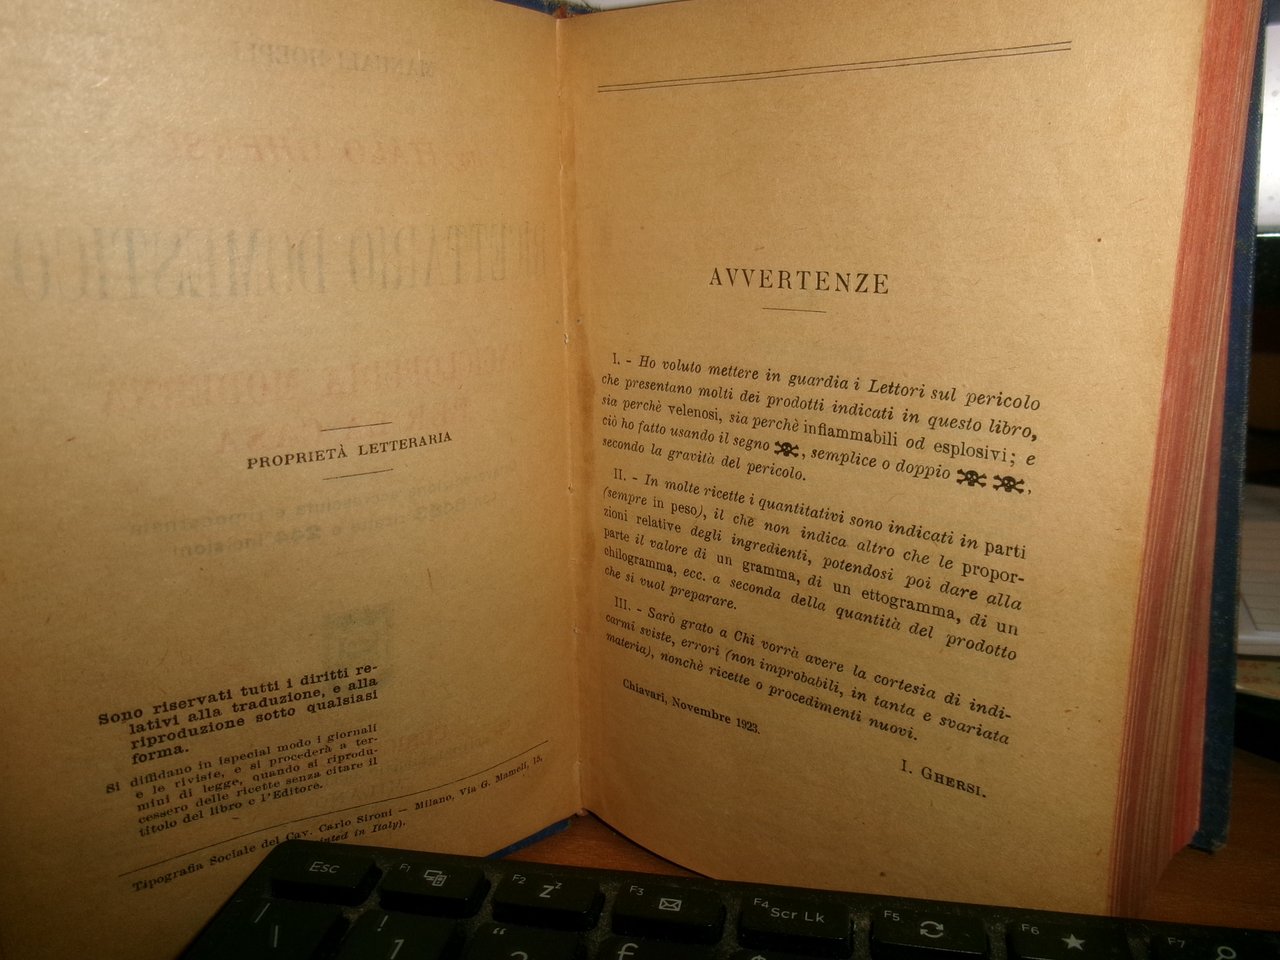 PROPRIETÀ LETTERARIA
Sono riservati tutti i diritti re-
lativi alla traduzione, e alla
riproduzione sotto qualsiasi
forma.
Si diffidano in ispecial modo i giornali
e le riviste, e si procederà a ter-
mini di legge, quando si riprodu-
cessero delle ricette senza citare il
titolo del libro e l'Editore.
Tipografia Sociale del Cav. Carlo Sironi — Milano, Via G. Mameli, 15.
in Italy).
AVVERTENZE
I. - Ho voluto mettere in guardia i Lettori sul pericolo
che presentano molti dei prodotti indicati in questo libro,
sia perchè velenosi, sia perchè infiammabili od esplosivi; e
ciò ho fatto usando il segno ☠, semplice o doppio ☠ ☠,
secondo la gravità del pericolo.
II. - In molte ricette i quantitativi sono indicati in parti
(sempre in peso), il che non indica altro che le propor-
zioni relative degli ingredienti, potendosi poi dare alla
parte il valore di un gramma, di un ettogramma, di un
chilogramma, ecc. a seconda della quantità del prodotto
che si vuol preparare.
III. - Sarò grato a Chi vorrà avere la cortesia di indi-
carmi sviste, errori (non improbabili, in tanta e svariata
materia), nonchè ricette o procedimenti nuovi.
Chiavari, Novembre 1923.
I. GHERSI.
Esc F1 F2 Zz F3 F4 Scr Lk F5 F6 F7
\ | ! 1 " 2 £ $